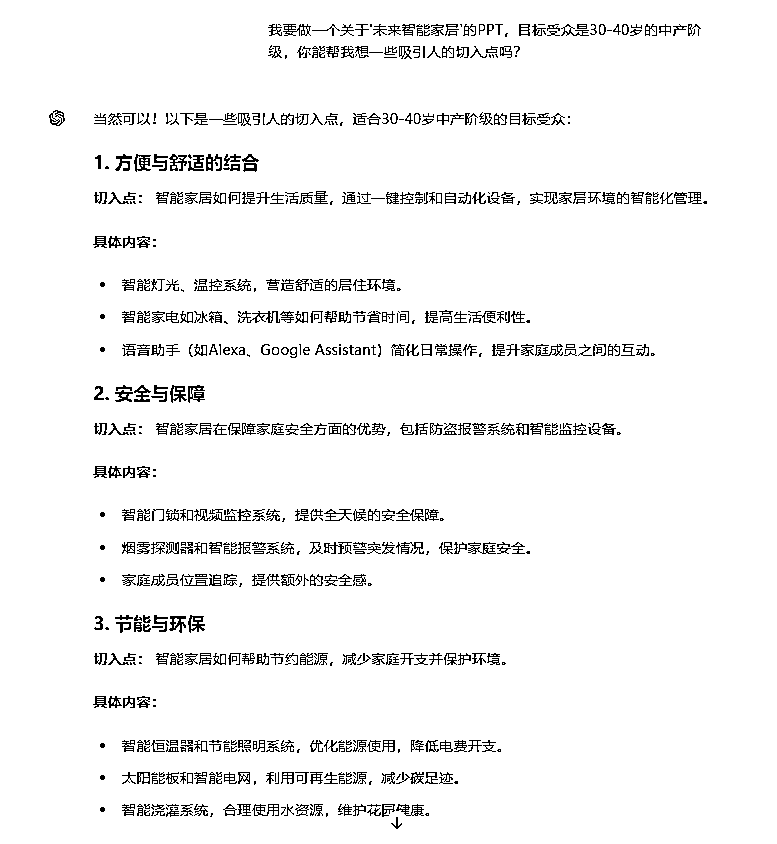 我要做一个关于'未来智能家居'的PPT，目标受众是30-40岁的中产阶
级，你能帮我想一些吸引人的切入点吗？
当然可以！以下是一些吸引人的切入点，适合30-40岁中产阶级的目标受众：
1. 方便与舒适的结合
切入点： 智能家居如何提升生活质量，通过一键控制和自动化设备，实现家居环境的智能化管理。
具体内容：
• 智能灯光、温控系统，营造舒适的居住环境。
• 智能家电如冰箱、洗衣机等如何帮助节省时间，提高生活便利性。
• 语音助手（如Alexa、Google Assistant）简化日常操作，提升家庭成员之间的互动。
2. 安全与保障
切入点： 智能家居在保障家庭安全方面的优势，包括防盗报警系统和智能监控设备。
具体内容：
• 智能门锁和视频监控系统，提供全天候的安全保障。
• 烟雾探测器和智能报警系统，及时预警突发情况，保护家庭安全。
• 家庭成员位置追踪，提供额外的安全感。
3. 节能与环保
切入点： 智能家居如何帮助节约能源，减少家庭开支并保护环境。
具体内容：
• 智能恒温器和节能照明系统，优化能源使用，降低电费开支。
• 太阳能板和智能电网，利用可再生能源，减少碳足迹。
• 智能浇灌系统，合理使用水资源，维护花园健康。